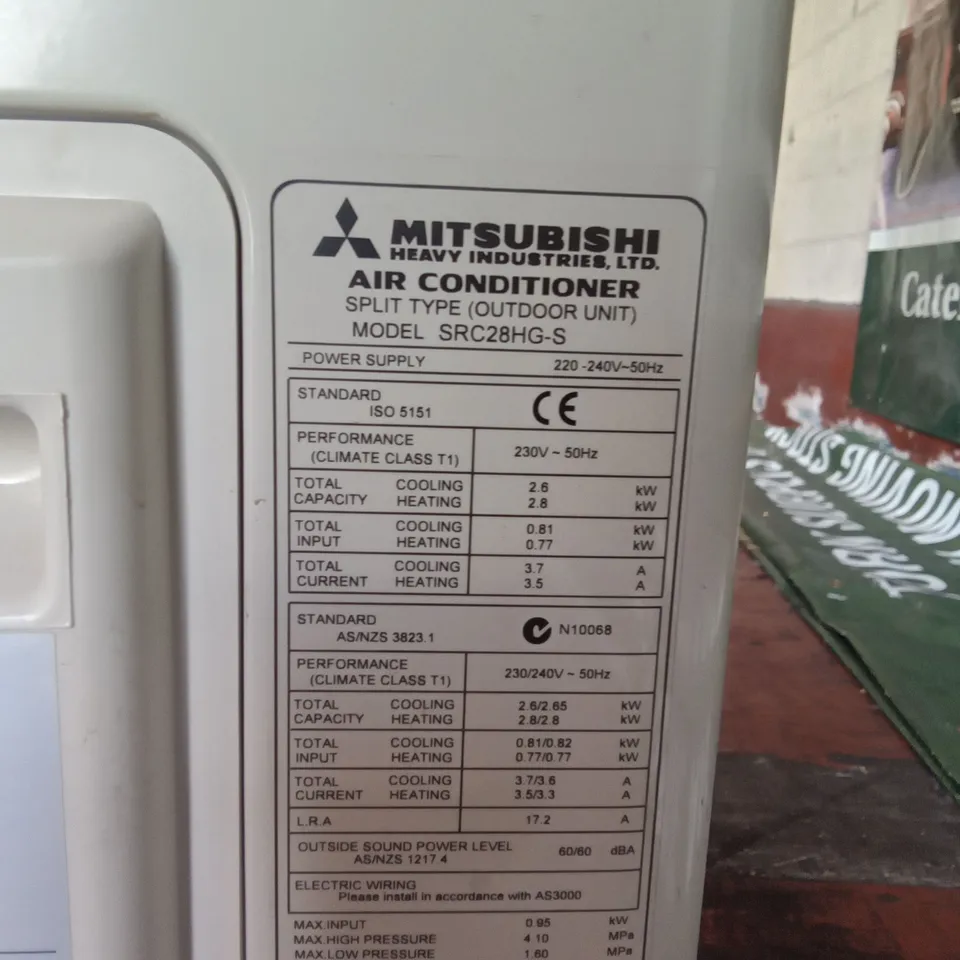 MITSUBISHI
HEAVY INDUSTRIES, LTD.
AIR CONDITIONER
SPLIT TYPE (OUTDOOR UNIT)
MODEL SRC28HG-S
POWER SUPPLY 220 -240V~50Hz
STANDARD
ISO 5151 CE
PERFORMANCE
(CLIMATE CLASS T1) 230V ~ 50Hz
TOTAL COOLING 2.6 kW
CAPACITY HEATING 2.8 kW
TOTAL COOLING 0.81 kW
INPUT HEATING 0.77 kW
TOTAL COOLING 3.7 A
CURRENT HEATING 3.5 A
STANDARD
AS/NZS 3823.1 N10068
PERFORMANCE
(CLIMATE CLASS T1) 230/240V ~ 50Hz
TOTAL COOLING 2.6/2.65 kW
CAPACITY HEATING 2.8/2.8 kW
TOTAL COOLING 0.81/0.82 kW
INPUT HEATING 0.77/0.77 kW
TOTAL COOLING 3.7/3.6 A
CURRENT HEATING 3.5/3.3 A
L.R.A 17.2 A
OUTSIDE SOUND POWER LEVEL 60/60 dBA
AS/NZS 1217.4
ELECTRIC WIRING
Please install in accordance with AS3000
MAX.INPUT 0.95 kW
MAX.HIGH PRESSURE 4.10 MPa
MAX.LOW PRESSURE 1.60 MPa
Cate
MOVING